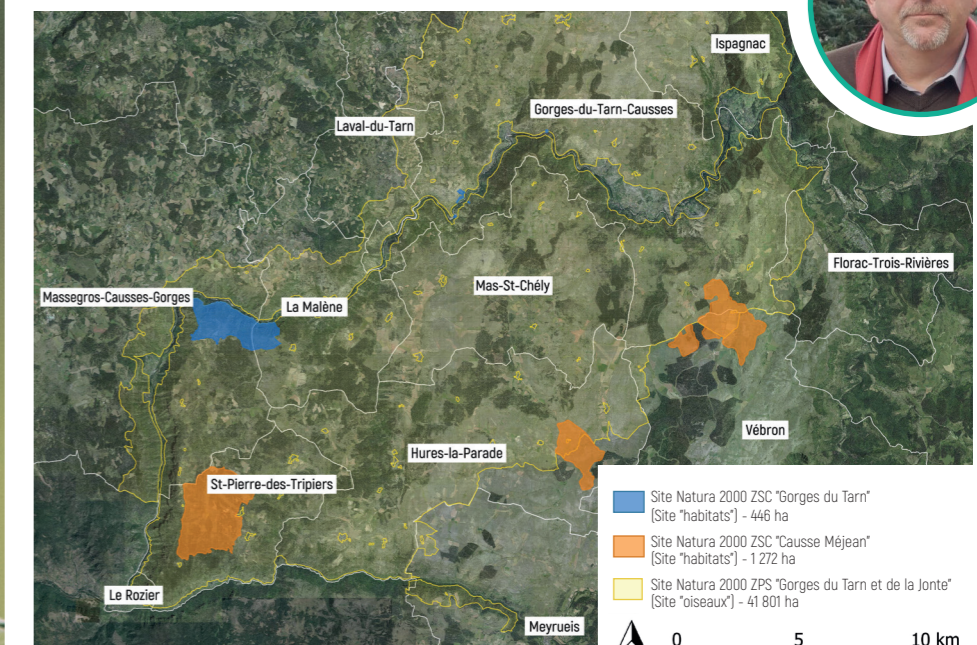 Ispagnac
Gorges-du-Tarn-Causses
Laval-du-Tarn
Florac-Trois-Rivières
Mas-St-Chély
Massegros-Causses-Gorges
La Malène
Vébron
Hures-la-Parade
St-Pierre-des-Tripiers
Le Rozier
Meyrueis
Site Natura 2000 ZSC "Gorges du Tarn"
(Site "habitats") - 446 ha
Site Natura 2000 ZSC "Causse Méjean"
(Site "habitats") - 1 272 ha
Site Natura 2000 ZPS "Gorges du Tarn et de la Jonte"
(Site "oiseaux") - 41 801 ha
0 5 10 km